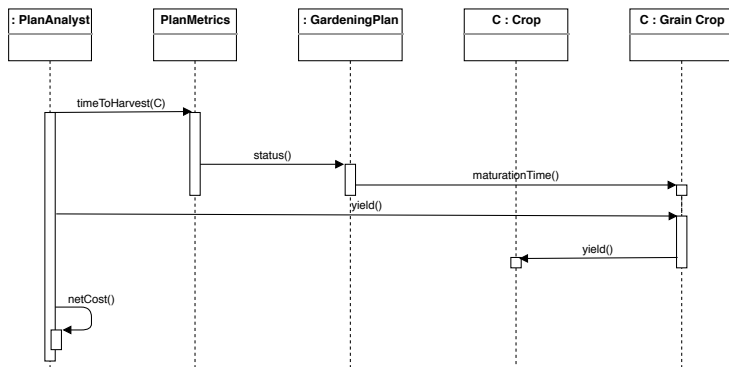 : PlanAnalyst
PlanMetrics
: GardeningPlan
C : Crop
C : Grain Crop
timeToHarvest(C)
status()
maturationTime()
yield()
yield()
netCost()